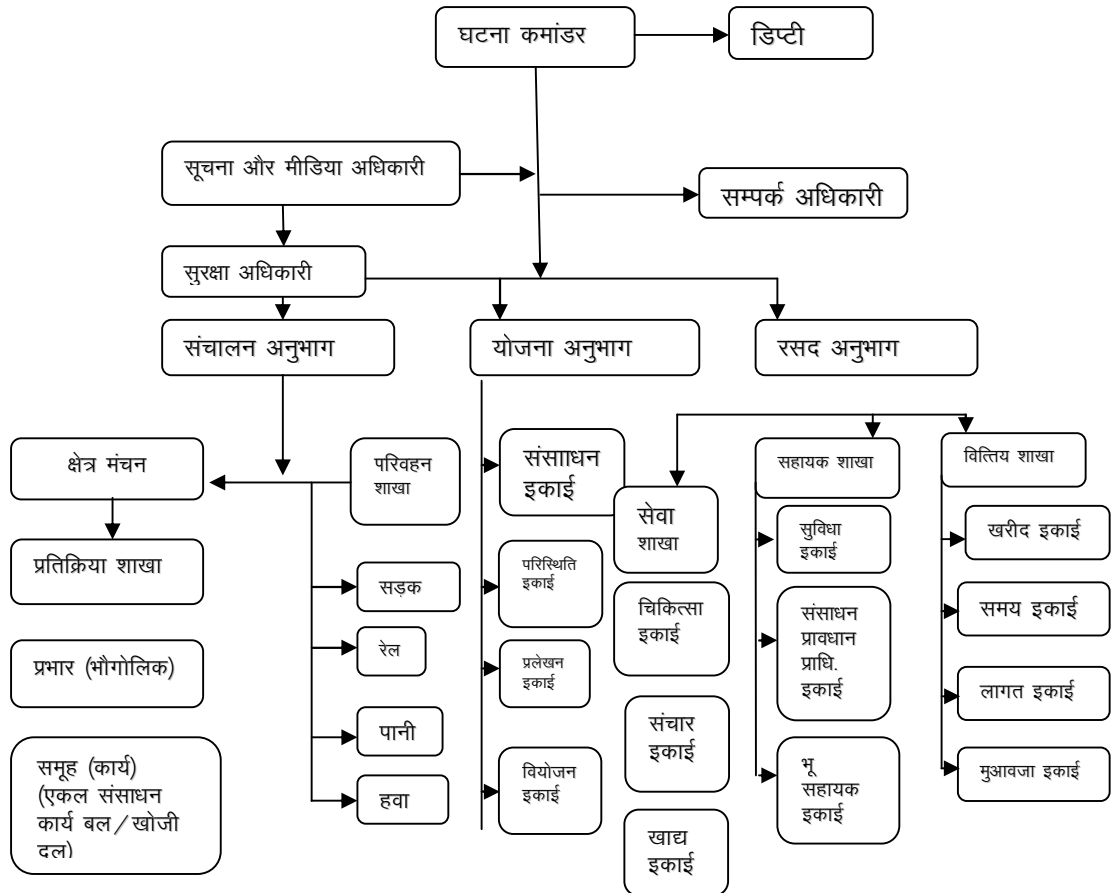 घटना कमांडर
डिप्टी
सूचना और मीडिया अधिकारी
सम्पर्क अधिकारी
सुरक्षा अधिकारी
संचालन अनुभाग
योजना अनुभाग
रसद अनुभाग
क्षेत्र मंचन
प्रतिक्रिया शाखा
प्रभार (भौगोलिक)
समूह (कार्य)
(एकल संसाधन
कार्य बल/खोजी
दल)
परिवहन
शाखा
सड़क
रेल
पानी
हवा
संसााधन
इकाई
परिस्थिति
इकाई
प्रलेखन
इकाई
वियोजन
इकाई
सेवा
शाखा
चिकित्सा
इकाई
संचार
इकाई
खाद्य
इकाई
सहायक शाखा
सुविधा
इकाई
संसाधन
प्रावधान
प्राधि.
इकाई
भू
सहायक
इकाई
वित्तिय शाखा
खरीद इकाई
समय इकाई
लागत इकाई
मुआवजा इकाई